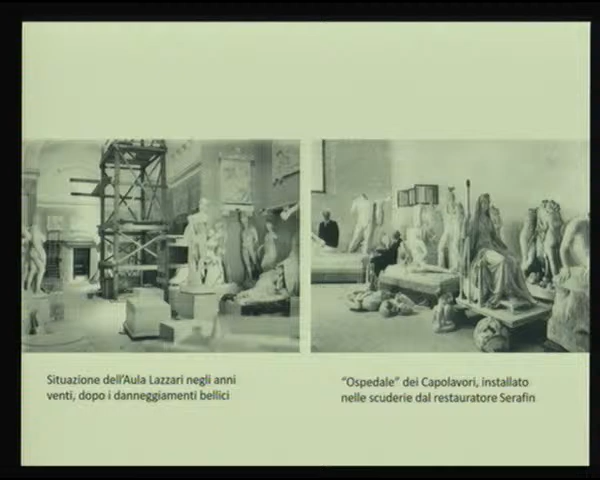 Situazione dell'Aula Lazzari negli anni
venti, dopo i danneggiamenti bellici
"Ospedale" dei Capolavori, installato
nelle scuderie dal restauratore Serafin